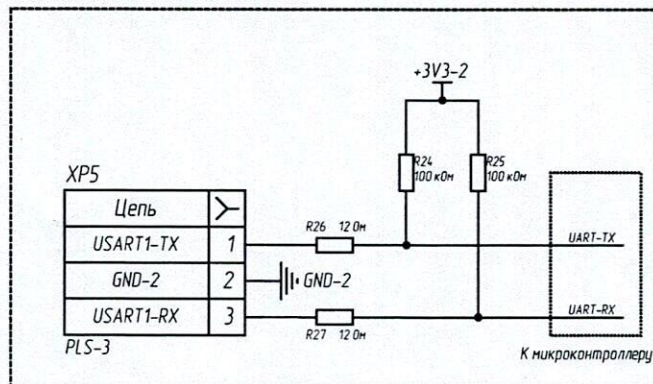 +3V3-2
R24
100 кОм
R25
100 кОм
XP5
Цепь
USART1-TX 1
GND-2 2
USART1-RX 3
PLS-3
R26 12 Ом
GND-2
R27 12 Ом
UART-TX
UART-RX
К микроконтроллеру